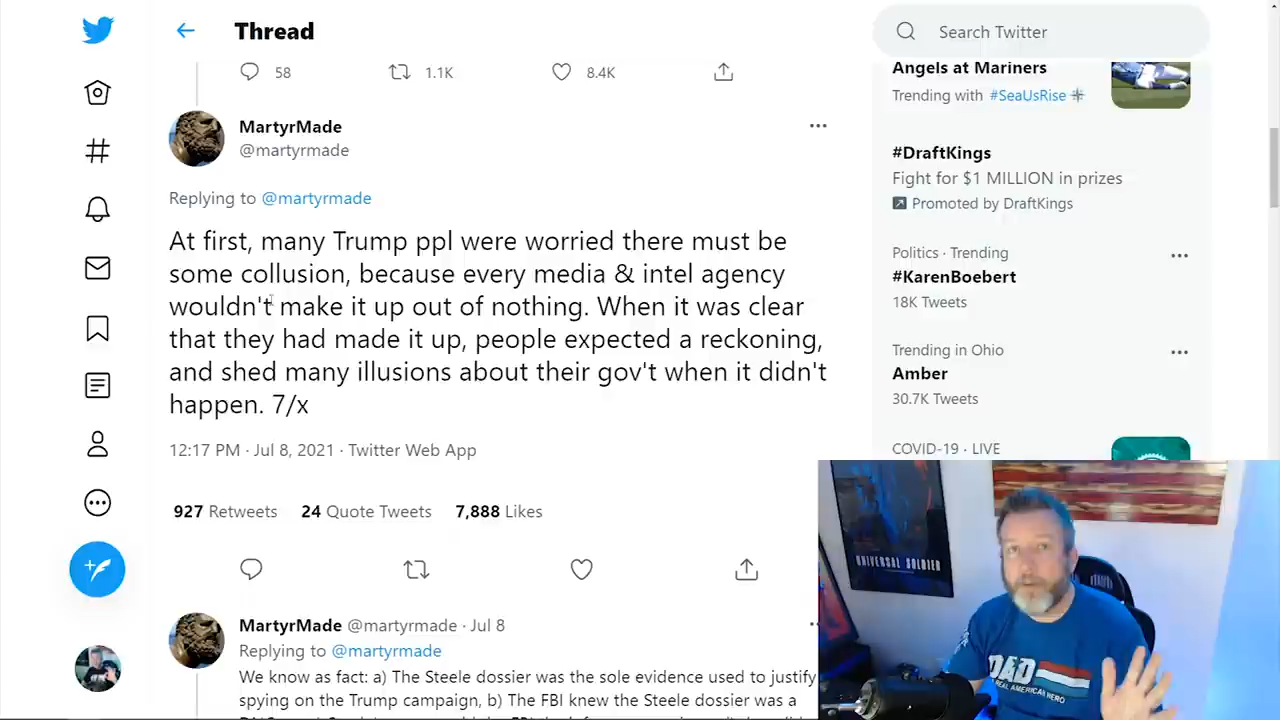 Thread
Search Twitter
58
1.1K
8.4K
Angels at Mariners
Trending with #SeaUsRise
MartyrMade
@martyrmade
Replying to @martyrmade
At first, many Trump ppl were worried there must be
some collusion, because every media & intel agency
wouldn't make it up out of nothing. When it was clear
that they had made it up, people expected a reckoning,
and shed many illusions about their gov't when it didn't
happen. 7/x
12:17 PM · Jul 8, 2021 · Twitter Web App
927 Retweets 24 Quote Tweets 7,888 Likes
MartyrMade @martyrmade · Jul 8
Replying to @martyrmade
We know as fact: a) The Steele dossier was the sole evidence used to justify
spying on the Trump campaign, b) The FBI knew the Steele dossier was a
#DraftKings
Fight for $1 MILLION in prizes
Promoted by DraftKings
Politics · Trending
#KarenBoebert
18K Tweets
Trending in Ohio
Amber
30.7K Tweets
COVID-19 · LIVE
UNIVERSAL SOLDIER
DAD
REAL AMERICAN HERO